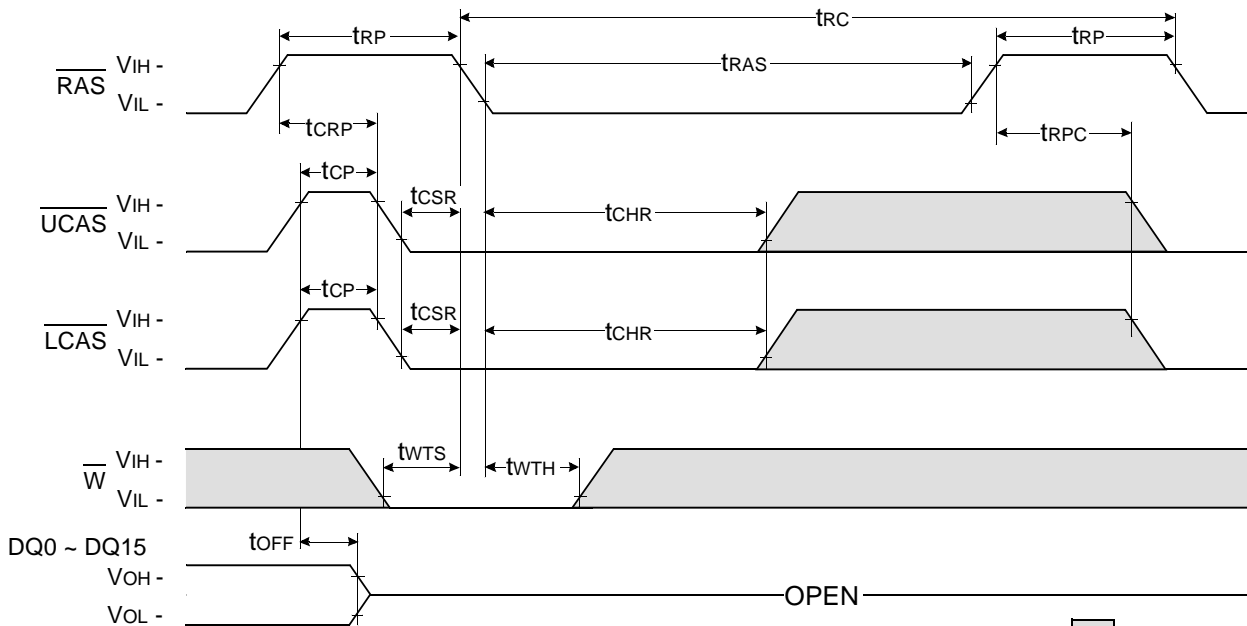 tRC
tRP tRP
RAS VIH -
tRAS
VIL -
tCRP tRPC
tCP
tCSR
UCAS VIH -
tCHR
VIL -
tCP
tCSR
LCAS VIH -
tCHR
VIL -
W VIH -
tWTS tWTH
VIL -
DQ0 ~ DQ15 tOFF
VOH -
OPEN
VOL -